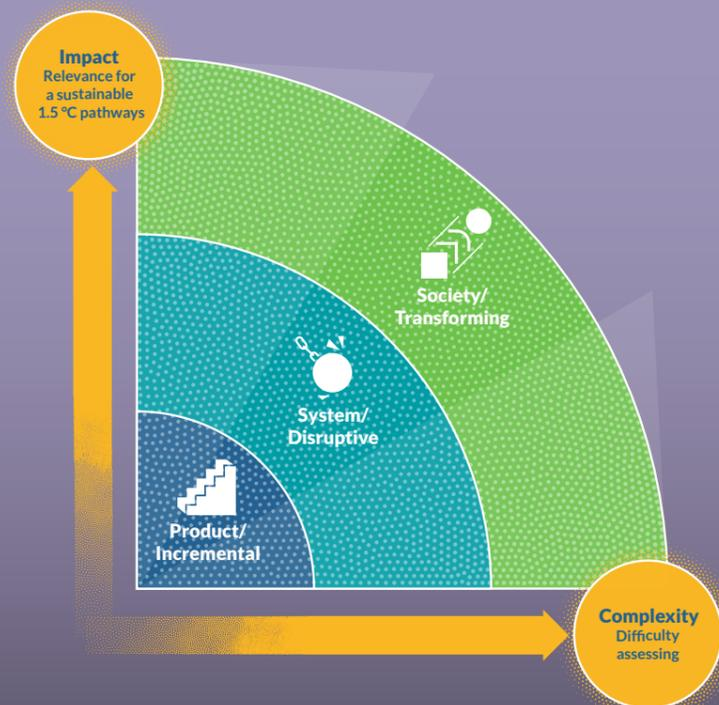 Impact
Relevance for
a sustainable
1.5 °C pathways
Society/
Transforming
System/
Disruptive
Product/
Incremental
Complexity
Difficulty
assessing